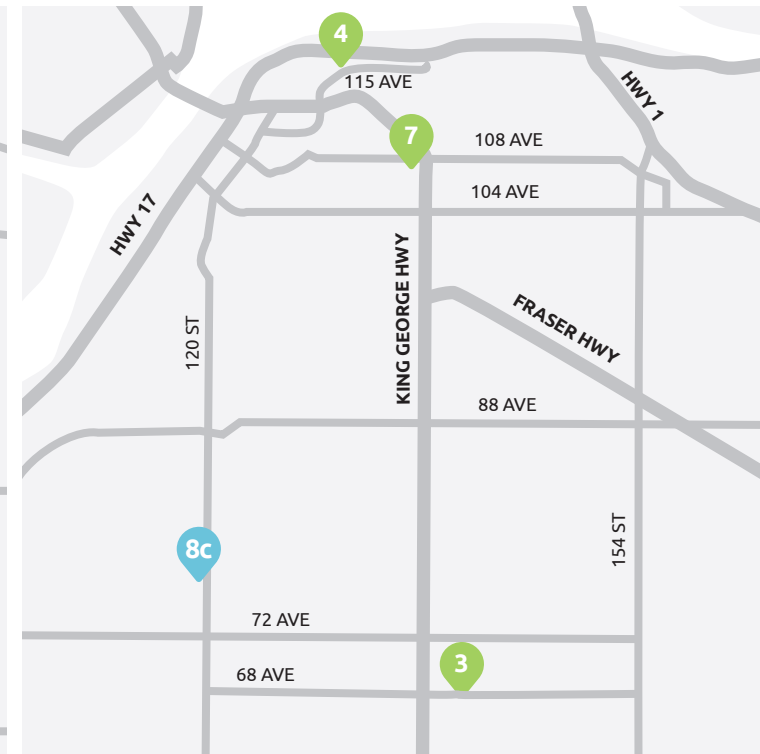 4
115 AVE
HWY 1
7
108 AVE
104 AVE
HWY 17
KING GEORGE HWY
FRASER HWY
120 ST
88 AVE
154 ST
8c
72 AVE
3
68 AVE